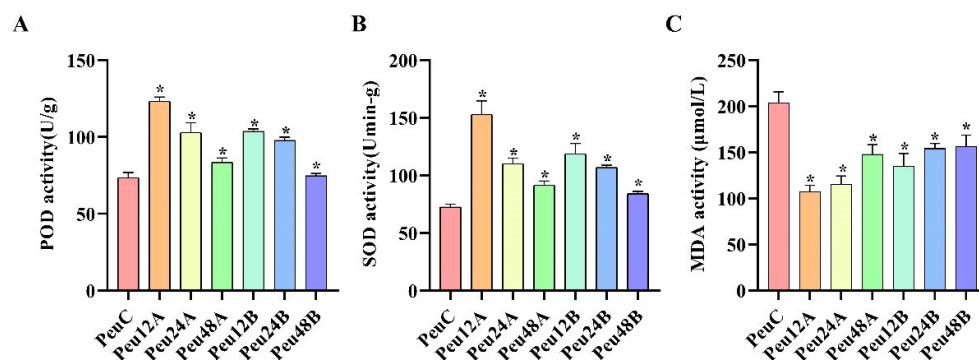 A
POD activity(U/g)
150
100
50
0
*
*
*
*
*
*
PeuC
Peu12A
Peu24A
Peu48A
Peu12B
Peu24B
Peu48B
B
SOD activity(Umin-g)
200
150
100
50
0
*
*
*
*
*
*
PeuC
Peu12A
Peu24A
Peu48A
Peu12B
Peu24B
Peu48B
C
MDA activity (μmol/L)
250
200
150
100
50
0
*
*
*
*
*
*
PeuC
Peu12A
Peu24A
Peu48A
Peu12B
Peu24B
Peu48B